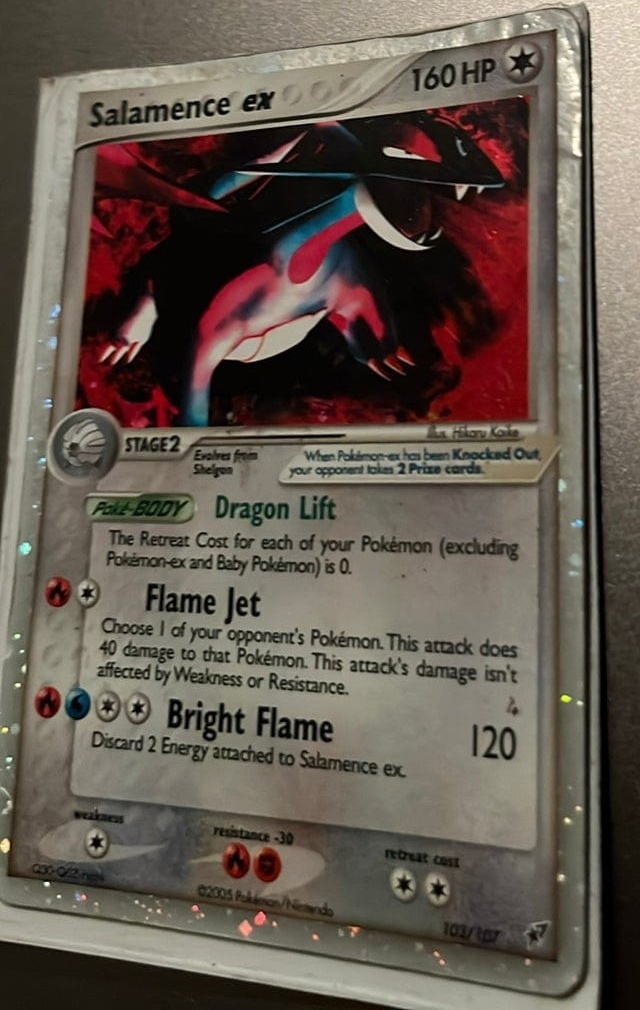 Salamence ex 160 HP
Illus. Hikaru Koike
STAGE2
Evolves from
Shelgon
When Pokémon-ex has been Knocked Out,
your opponent takes 2 Prize cards.
Poké-BODY Dragon Lift
The Retreat Cost for each of your Pokémon (excluding
Pokémon-ex and Baby Pokémon) is 0.
Flame Jet
Choose 1 of your opponent's Pokémon. This attack does
40 damage to that Pokémon. This attack's damage isn't
affected by Weakness or Resistance.
Bright Flame 120
Discard 2 Energy attached to Salamence ex.
weakness
resistance -30
retreat cost
©2005 Pokémon/Nintendo
103/107